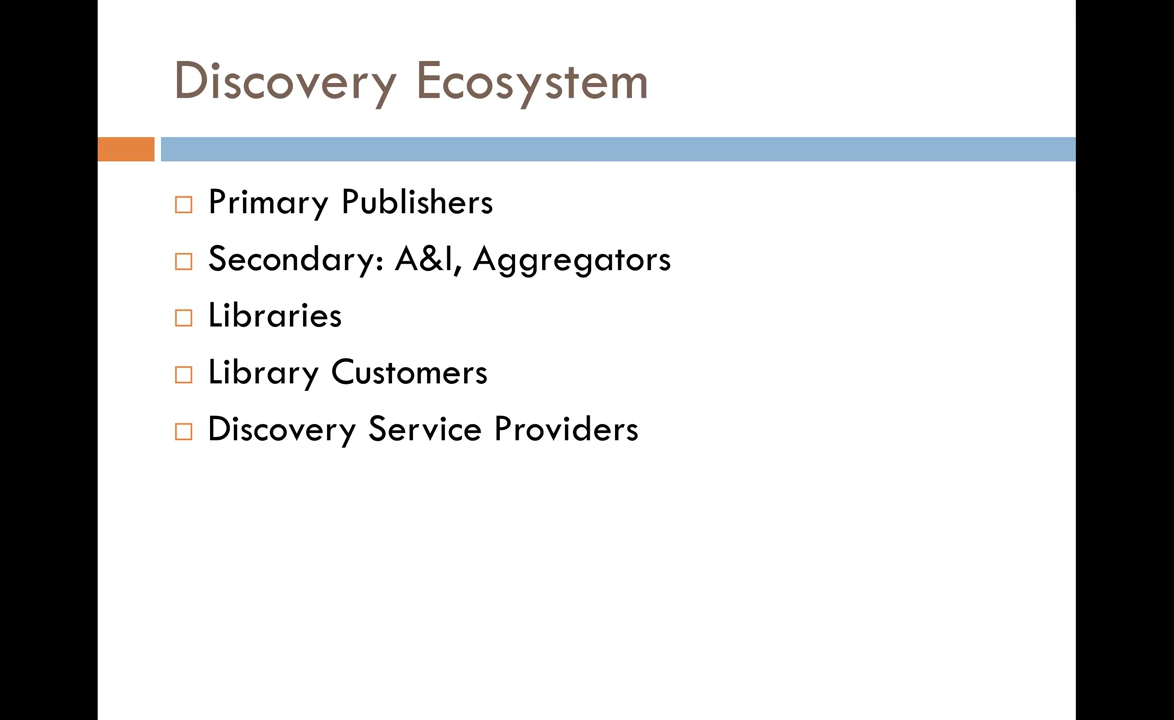 Discovery Ecosystem
Primary Publishers
Secondary: A&I, Aggregators
Libraries
Library Customers
Discovery Service Providers